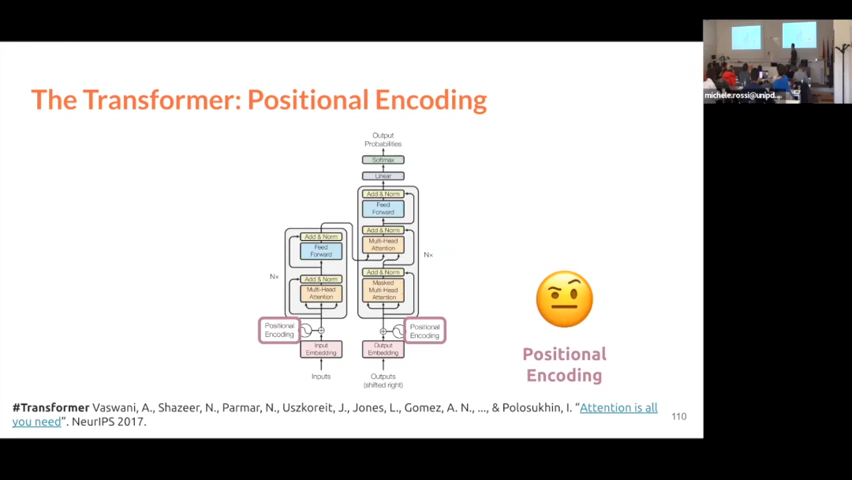 michele.rossi@unipd....
The Transformer: Positional Encoding
Output
Probabilities
Softmax
Linear
Add & Norm
Feed
Forward
Add & Norm
Multi-Head
Attention
Add & Norm
Masked
Multi-Head
Attention
Nx
Add & Norm
Feed
Forward
Add & Norm
Multi-Head
Attention
Nx
Positional
Encoding
Positional
Encoding
Input
Embedding
Output
Embedding
Inputs
Outputs
(shifted right)
Positional
Encoding
#Transformer Vaswani, A., Shazeer, N., Parmar, N., Uszkoreit, J., Jones, L., Gomez, A. N., ..., & Polosukhin, I. “Attention is all
you need”. NeurIPS 2017.
110